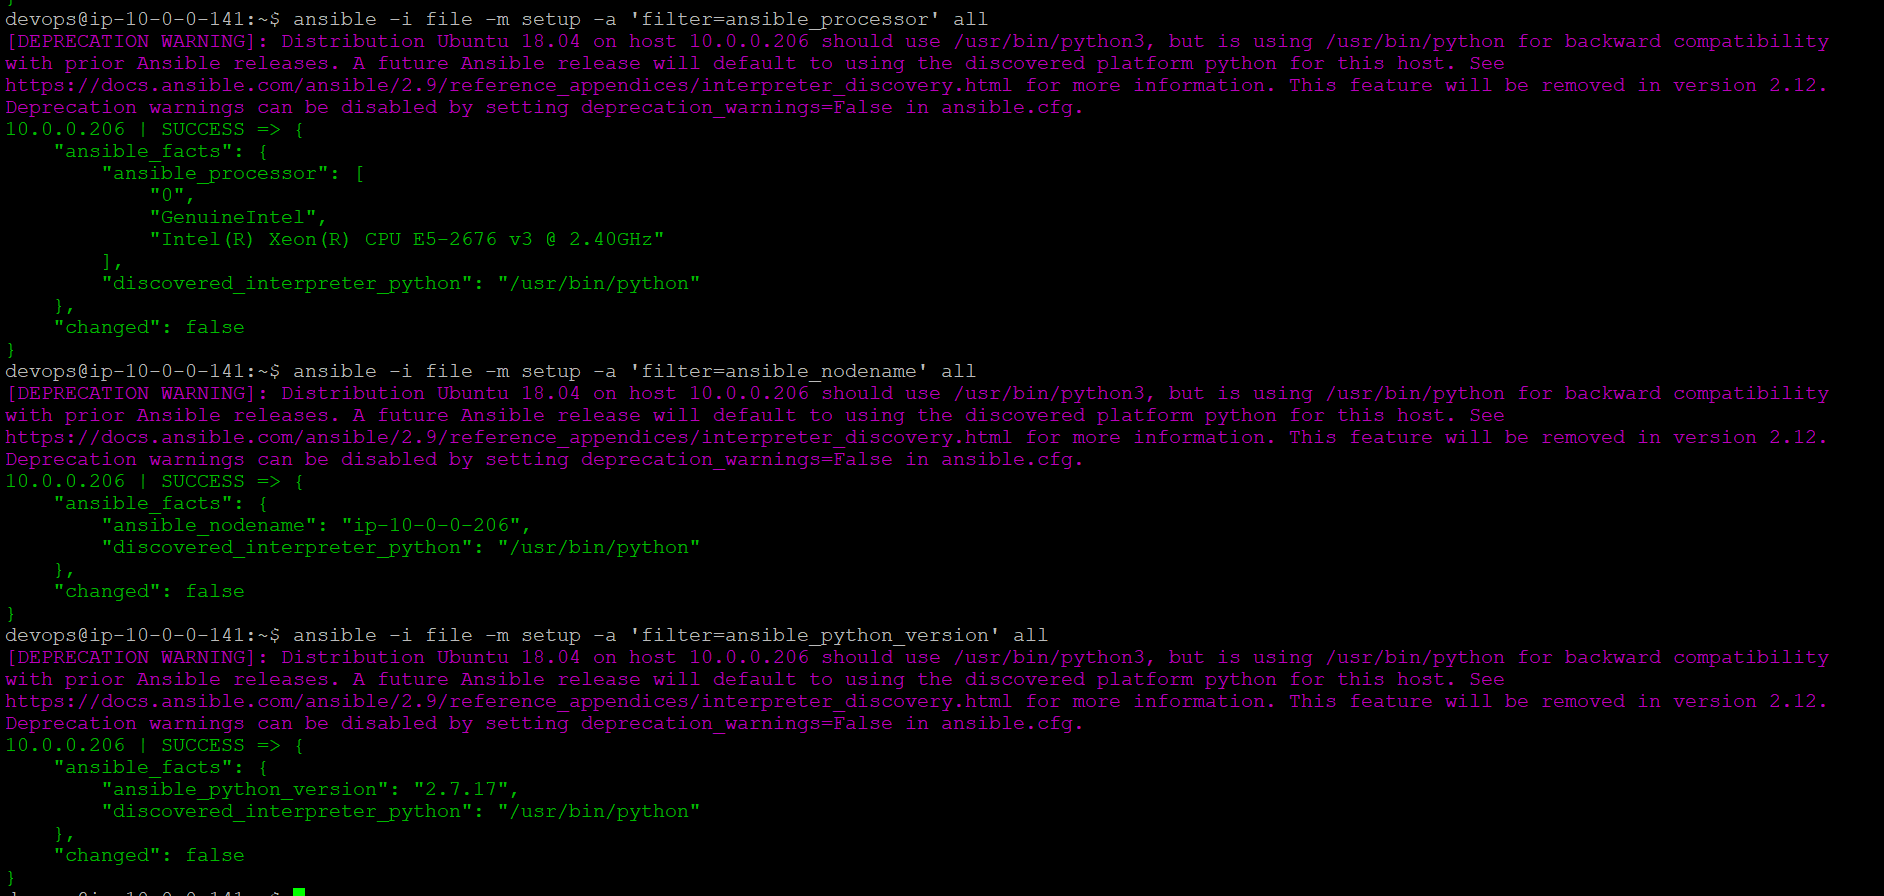 }
devops@ip-10-0-0-141:~$ ansible -i file -m setup -a 'filter=ansible_processor' all
[DEPRECATION WARNING]: Distribution Ubuntu 18.04 on host 10.0.0.206 should use /usr/bin/python3, but is using /usr/bin/python for backward compatibility
with prior Ansible releases. A future Ansible release will default to using the discovered platform python for this host. See
https://docs.ansible.com/ansible/2.9/reference_appendices/interpreter_discovery.html for more information. This feature will be removed in version 2.12.
Deprecation warnings can be disabled by setting deprecation_warnings=False in ansible.cfg.
10.0.0.206 | SUCCESS => {
    "ansible_facts": {
        "ansible_processor": [
            "0",
            "GenuineIntel",
            "Intel(R) Xeon(R) CPU E5-2676 v3 @ 2.40GHz"
        ],
        "discovered_interpreter_python": "/usr/bin/python"
    },
    "changed": false
}
devops@ip-10-0-0-141:~$ ansible -i file -m setup -a 'filter=ansible_nodename' all
[DEPRECATION WARNING]: Distribution Ubuntu 18.04 on host 10.0.0.206 should use /usr/bin/python3, but is using /usr/bin/python for backward compatibility
with prior Ansible releases. A future Ansible release will default to using the discovered platform python for this host. See
https://docs.ansible.com/ansible/2.9/reference_appendices/interpreter_discovery.html for more information. This feature will be removed in version 2.12.
Deprecation warnings can be disabled by setting deprecation_warnings=False in ansible.cfg.
10.0.0.206 | SUCCESS => {
    "ansible_facts": {
        "ansible_nodename": "ip-10-0-0-206",
        "discovered_interpreter_python": "/usr/bin/python"
    },
    "changed": false
}
devops@ip-10-0-0-141:~$ ansible -i file -m setup -a 'filter=ansible_python_version' all
[DEPRECATION WARNING]: Distribution Ubuntu 18.04 on host 10.0.0.206 should use /usr/bin/python3, but is using /usr/bin/python for backward compatibility
with prior Ansible releases. A future Ansible release will default to using the discovered platform python for this host. See
https://docs.ansible.com/ansible/2.9/reference_appendices/interpreter_discovery.html for more information. This feature will be removed in version 2.12.
Deprecation warnings can be disabled by setting deprecation_warnings=False in ansible.cfg.
10.0.0.206 | SUCCESS => {
    "ansible_facts": {
        "ansible_python_version": "2.7.17",
        "discovered_interpreter_python": "/usr/bin/python"
    },
    "changed": false
}
devops@ip-10-0-0-141:~$